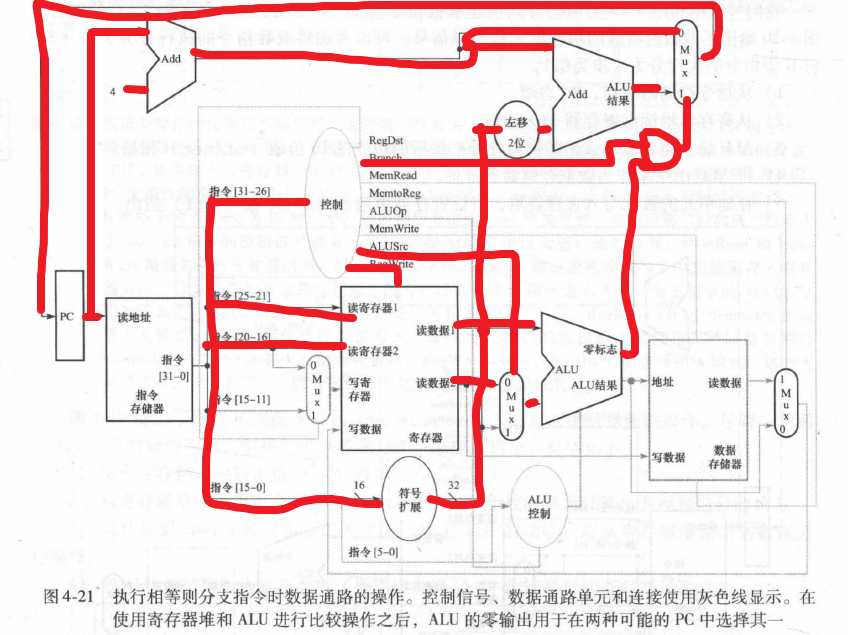 Add
4
Add
ALU
结果
0
M
u
x
1
左移
2位
RegDst
Branch
MemRead
MemtoReg
ALUOp
MemWrite
ALUSrc
RegWrite
控制
指令 [31-26]
指令 [25-21]
指令 [20-16]
指令 [15-11]
指令 [15-0]
指令 [5-0]
PC
读地址
指令
[31-0]
指令
存储器
0
M
u
x
1
读寄存器1
读寄存器2
写寄
存器
写数据
读数据1
读数据2
寄存器
0
M
u
x
1
零标志
ALU
ALU结果
地址
读数据
写数据
数据
存储器
1
M
u
x
0
16
符号
扩展
32
ALU
控制
图 4-21 执行相等则分支指令时数据通路的操作。控制信号、数据通路单元和连接使用灰色线显示。在
使用寄存器堆和 ALU 进行比较操作之后，ALU 的零输出用于在两种可能的 PC 中选择其一